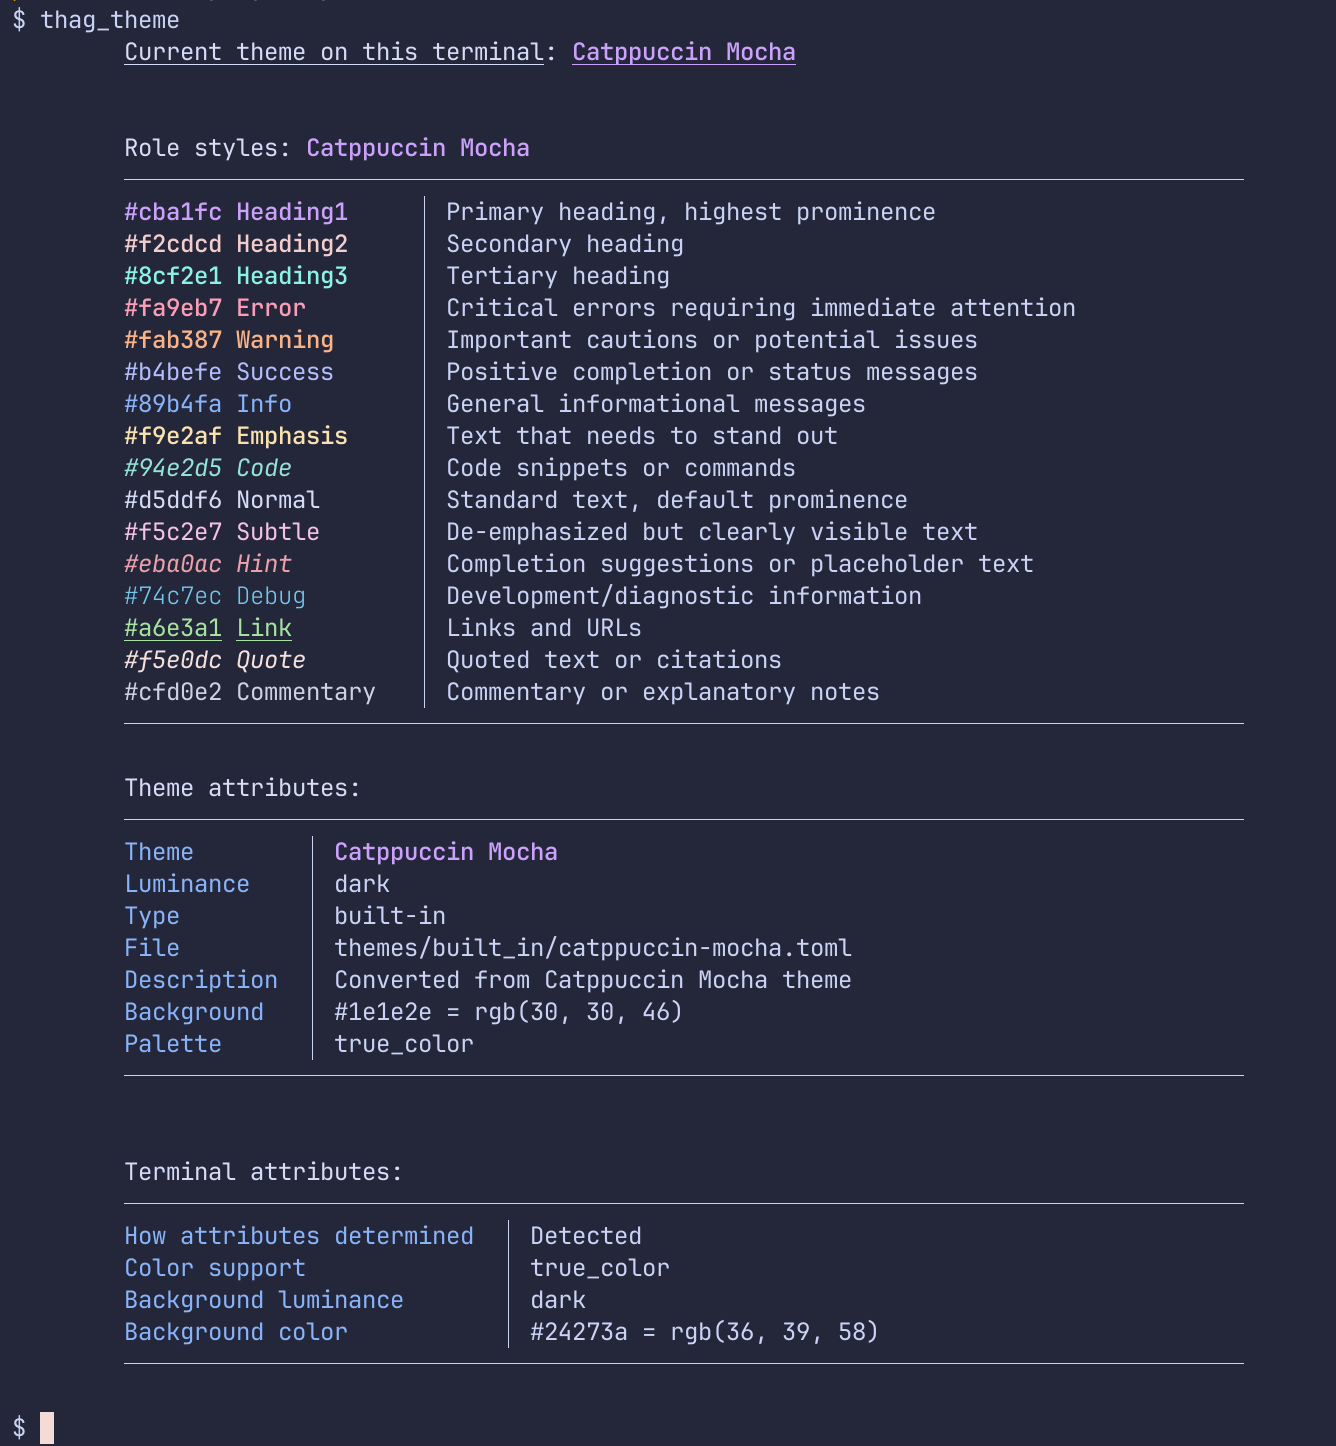 $ thag_theme
Current theme on this terminal: Catppuccin Mocha
Role styles: Catppuccin Mocha
#cba1fc Heading1 Primary heading, highest prominence
#f2cdcd Heading2 Secondary heading
#8cf2e1 Heading3 Tertiary heading
#fa9eb7 Error Critical errors requiring immediate attention
#fab387 Warning Important cautions or potential issues
#b4befe Success Positive completion or status messages
#89b4fa Info General informational messages
#f9e2af Emphasis Text that needs to stand out
#94e2d5 Code Code snippets or commands
#d5ddf6 Normal Standard text, default prominence
#f5c2e7 Subtle De-emphasized but clearly visible text
#eba0ac Hint Completion suggestions or placeholder text
#74c7ec Debug Development/diagnostic information
#a6e3a1 Link Links and URLs
#f5e0dc Quote Quoted text or citations
#cfd0e2 Commentary Commentary or explanatory notes
Theme attributes:
Theme Catppuccin Mocha
Luminance dark
Type built-in
File themes/built_in/catppuccin-mocha.toml
Description Converted from Catppuccin Mocha theme
Background #1e1e2e = rgb(30, 30, 46)
Palette true_color
Terminal attributes:
How attributes determined Detected
Color support true_color
Background luminance dark
Background color #24273a = rgb(36, 39, 58)
$